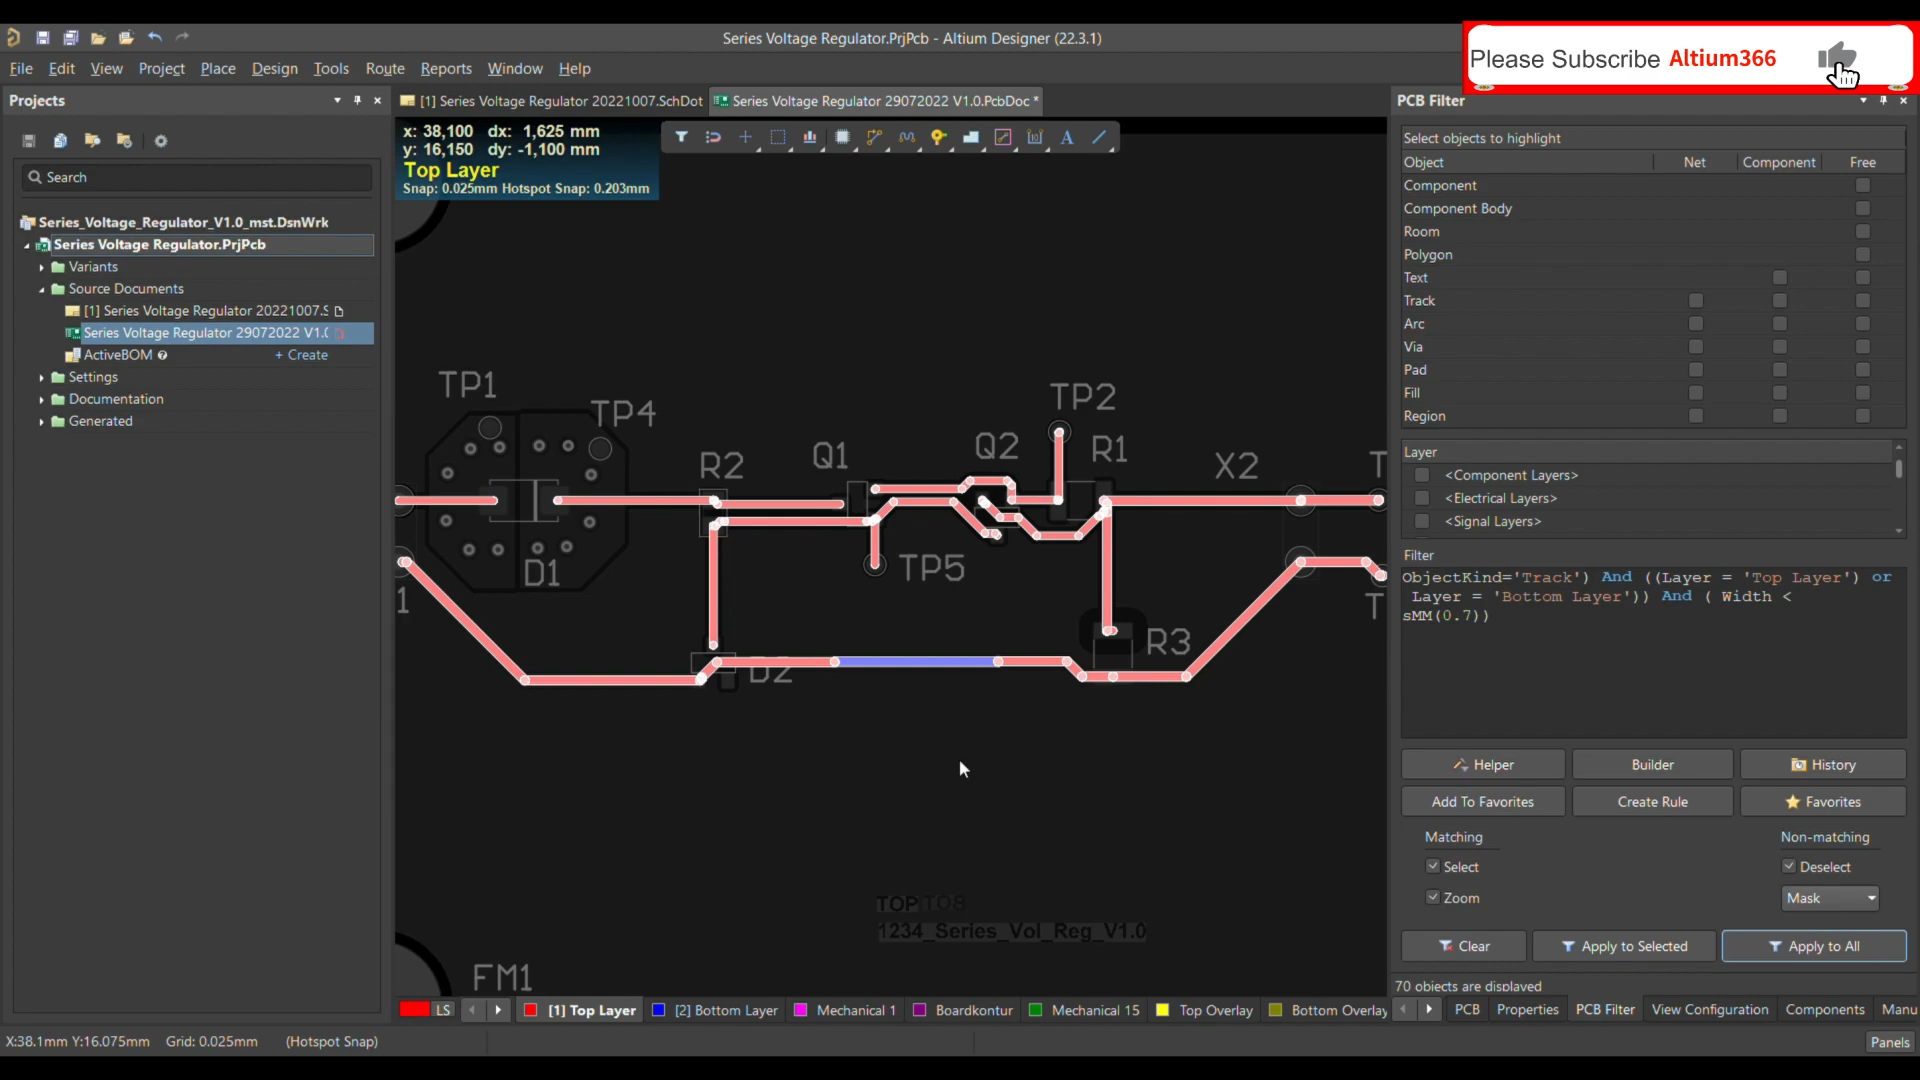 Series Voltage Regulator.PrjPcb - Altium Designer (22.3.1)
Please Subscribe Altium366
File Edit View Project Place Design Tools Route Reports Window Help
Projects
[1] Series Voltage Regulator 20221007.SchDot
Series Voltage Regulator 29072022 V1.0.PcbDoc *
PCB Filter
x: 38,100 dx: 1,625 mm
y: 16,150 dy: -1,100 mm
Top Layer
Snap: 0.025mm Hotspot Snap: 0.203mm
Search
Series_Voltage_Regulator_V1.0_mst.DsnWrk
Series Voltage Regulator.PrjPcb
Variants
Source Documents
[1] Series Voltage Regulator 20221007.S
Series Voltage Regulator 29072022 V1.(
ActiveBOM
+ Create
Settings
Documentation
Generated
TP1
TP4
R2
Q1
Q2
TP2
R1
X2
T
TP5
D1
1
T
R3
D2
TOP TOB
1234_Series_Vol_Reg_V1.0
FM1
Select objects to highlight
Object Net Component Free
Component
Component Body
Room
Polygon
Text
Track
Arc
Via
Pad
Fill
Region
Layer
<Component Layers>
<Electrical Layers>
<Signal Layers>
Filter
ObjectKind='Track') And ((Layer = 'Top Layer') or
Layer = 'Bottom Layer')) And ( Width <
sMM(0.7))
Helper Builder History
Add To Favorites Create Rule Favorites
Matching Non-matching
Select Deselect
Zoom Mask
Clear Apply to Selected Apply to All
70 objects are displayed
LS [1] Top Layer [2] Bottom Layer Mechanical 1 Boardkontur Mechanical 15 Top Overlay Bottom Overlay
PCB Properties PCB Filter View Configuration Components Manu
X:38.1mm Y:16.075mm Grid: 0.025mm (Hotspot Snap)
Panels